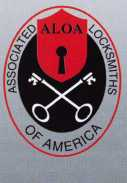 ALOA
ASSOCIATED
LOCKSMITHS
OF AMERICA